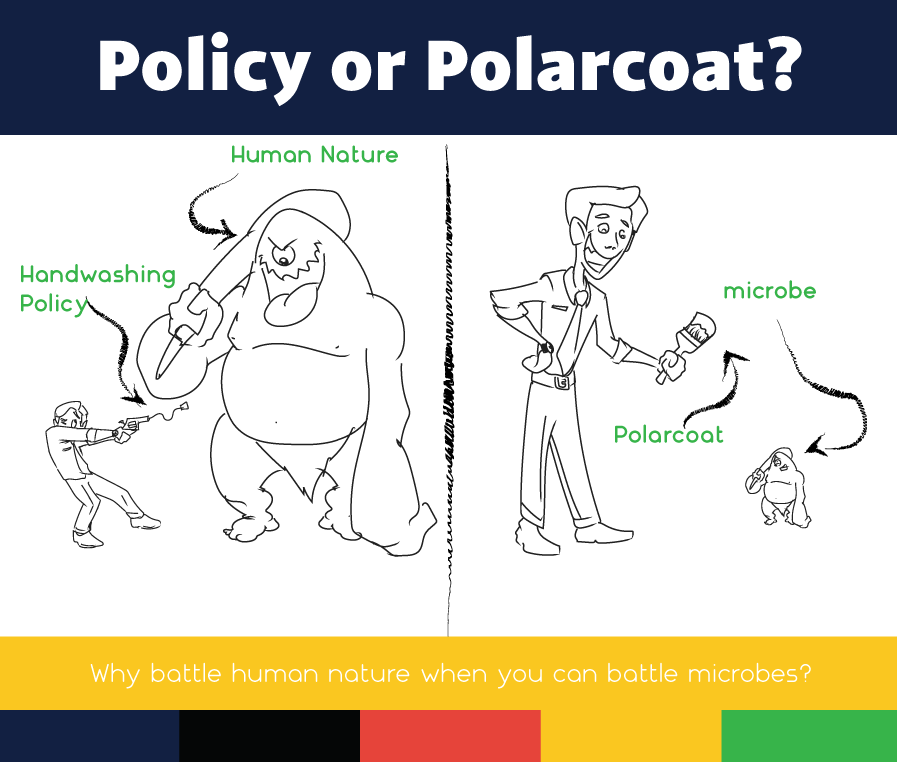 Policy or Polarcoat?
Human Nature
Handwashing
Policy
microbe
Polarcoat
Why battle human nature when you can battle microbes?